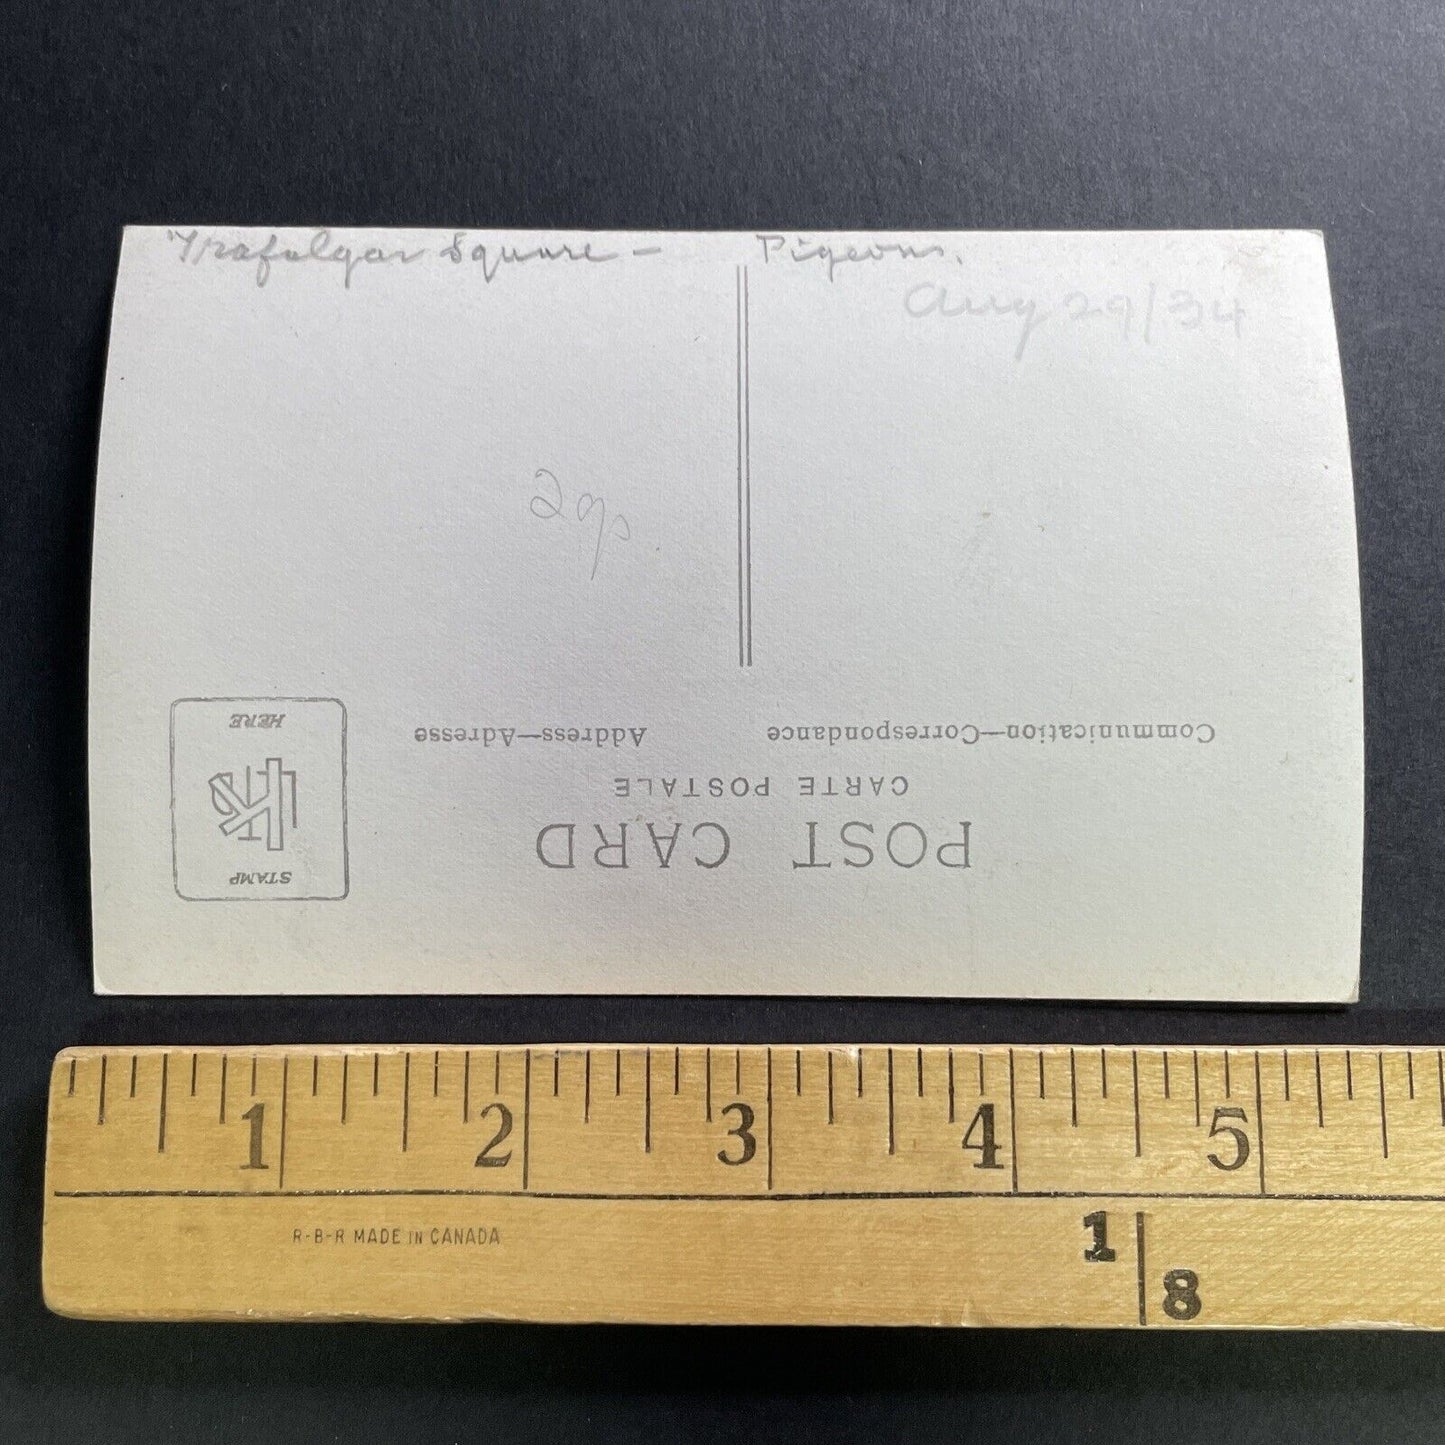 Trafalgar Square – Pigeons.
Aug 29/34
POST CARD
CARTE POSTALE
Communication—Correspondance
Address—Adresse
STAMP
HERE
1 2 3 4 5
R-B-R MADE IN CANADA
1
8